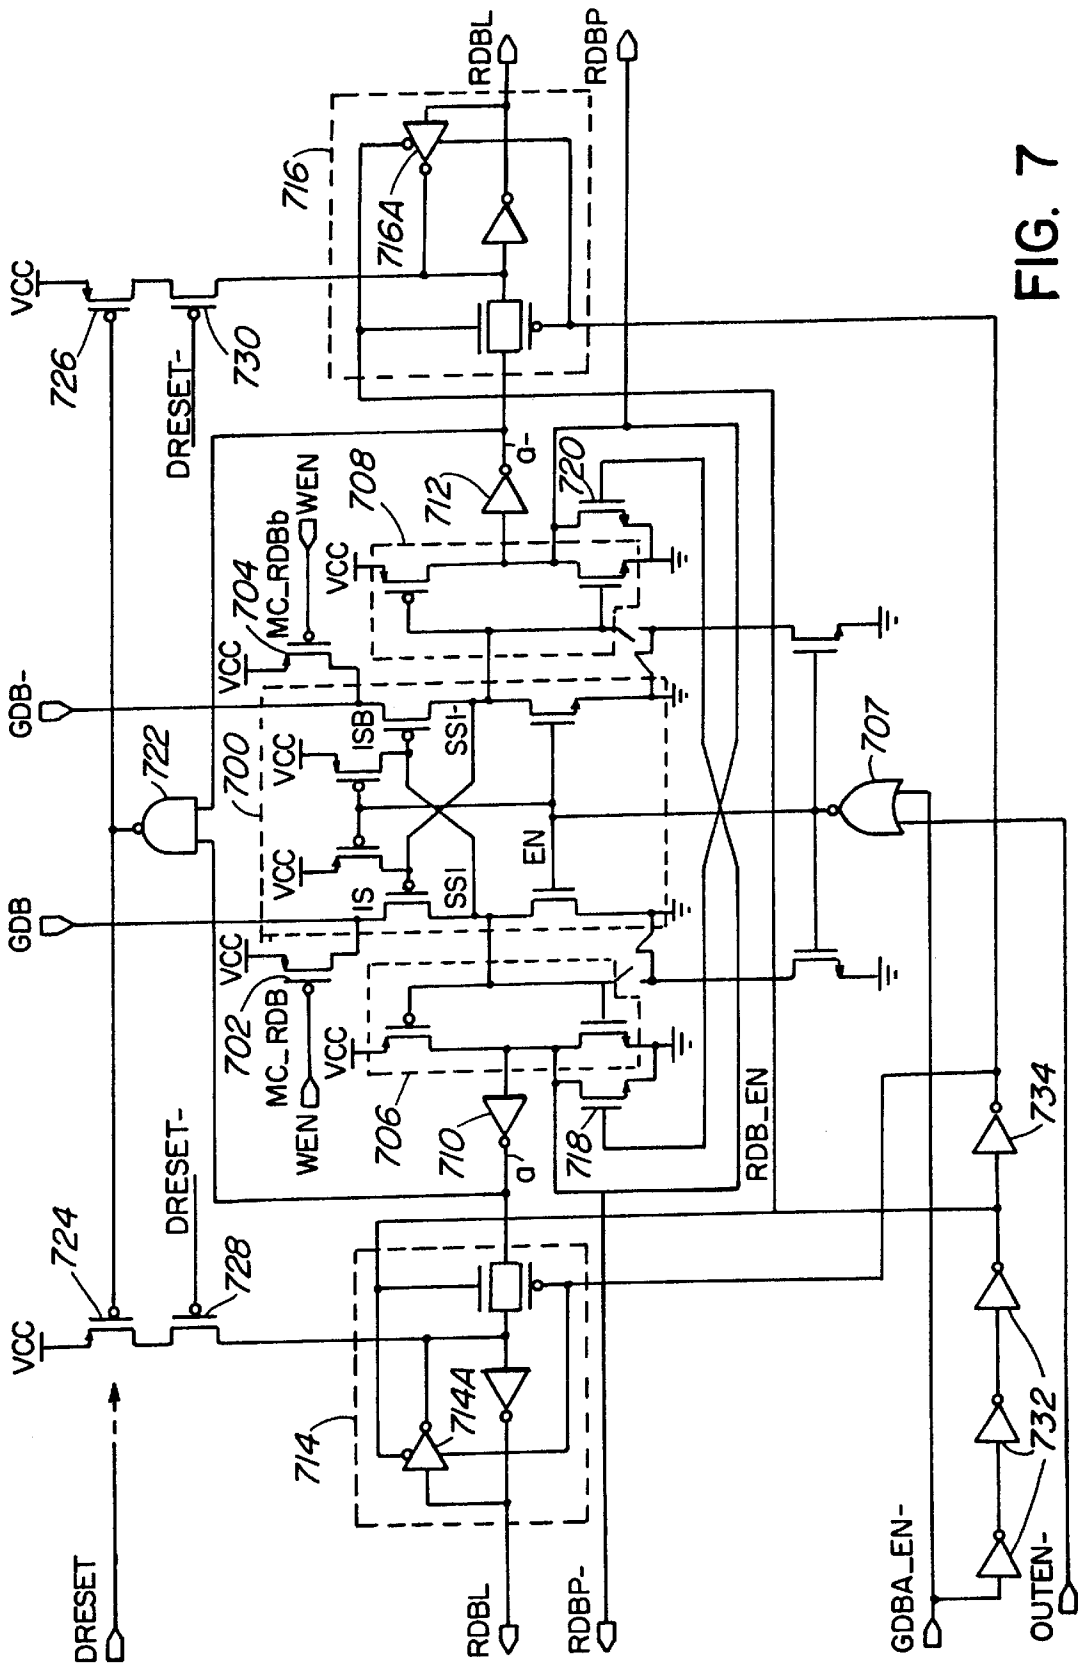 VCC
GDB
GDB-
VCC
724
726
DRESET
722
DRESET-
DRESET-
728
VCC
700
VCC
730
702
704
MC_RDB
VCC
VCC
MC_RDBb
WEN
WEN
716
714
VCC
IS
ISB
VCC
708
706
716A
710
SSI
SSI-
712
714A
RDBL
RDBL
a
EN
a-
718
720
RDBP-
RDBP
RDB_EN
707
GDBA_EN-
734
732
OUTEN-
FIG. 7